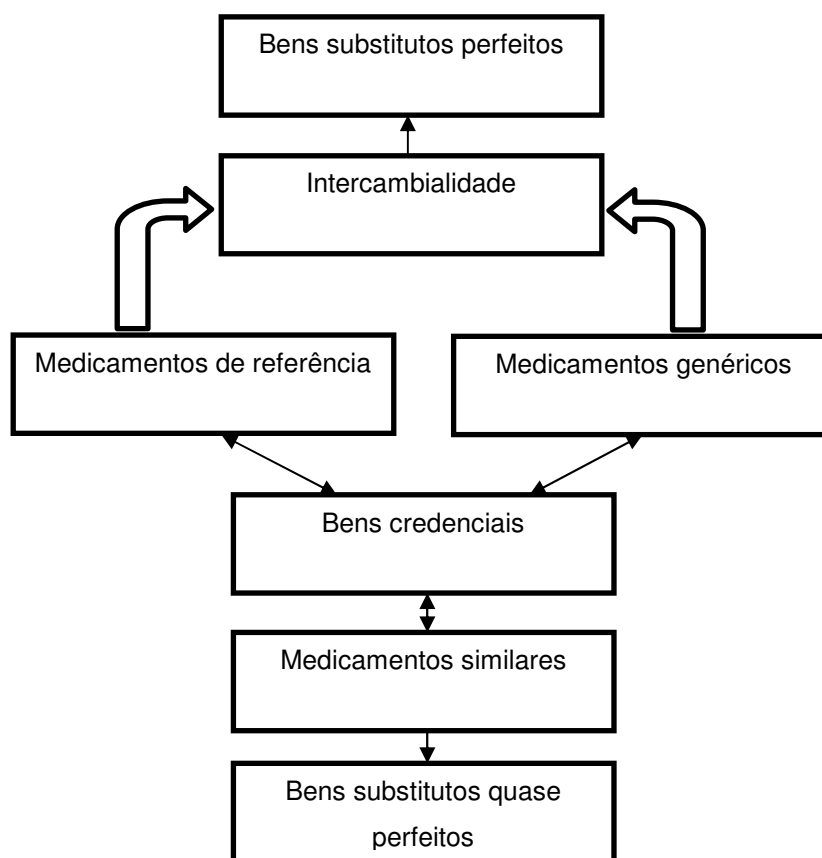 Bens substitutos perfeitos
Intercambialidade
Medicamentos de referência
Medicamentos genéricos
Bens credenciais
Medicamentos similares
Bens substitutos quase
perfeitos